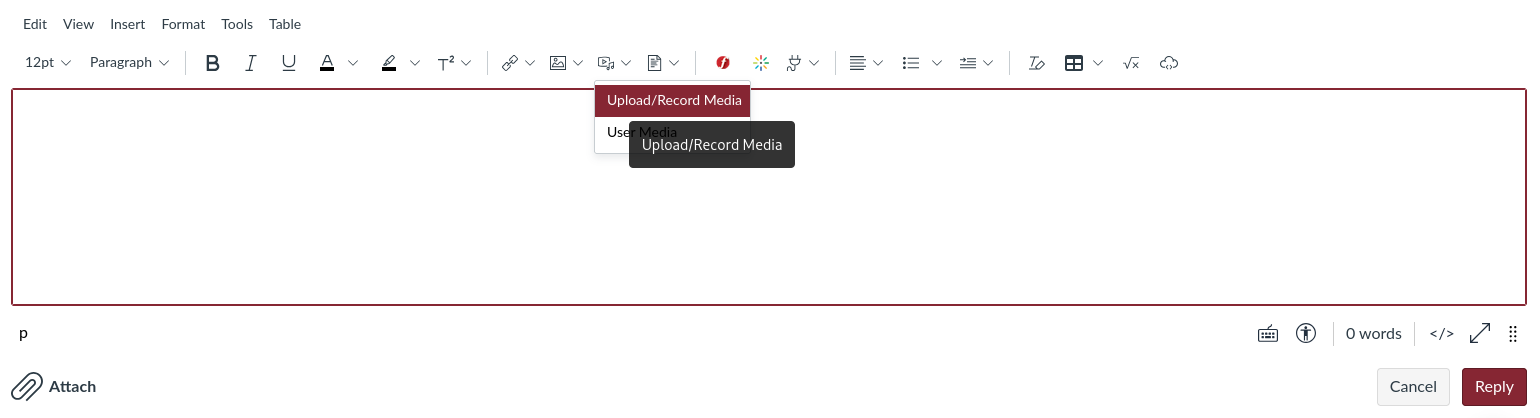 Edit View Insert Format Tools Table
12pt Paragraph B I U A T²
Upload/Record Media
User Media
Upload/Record Media
p 0 words </>
Attach Cancel Reply